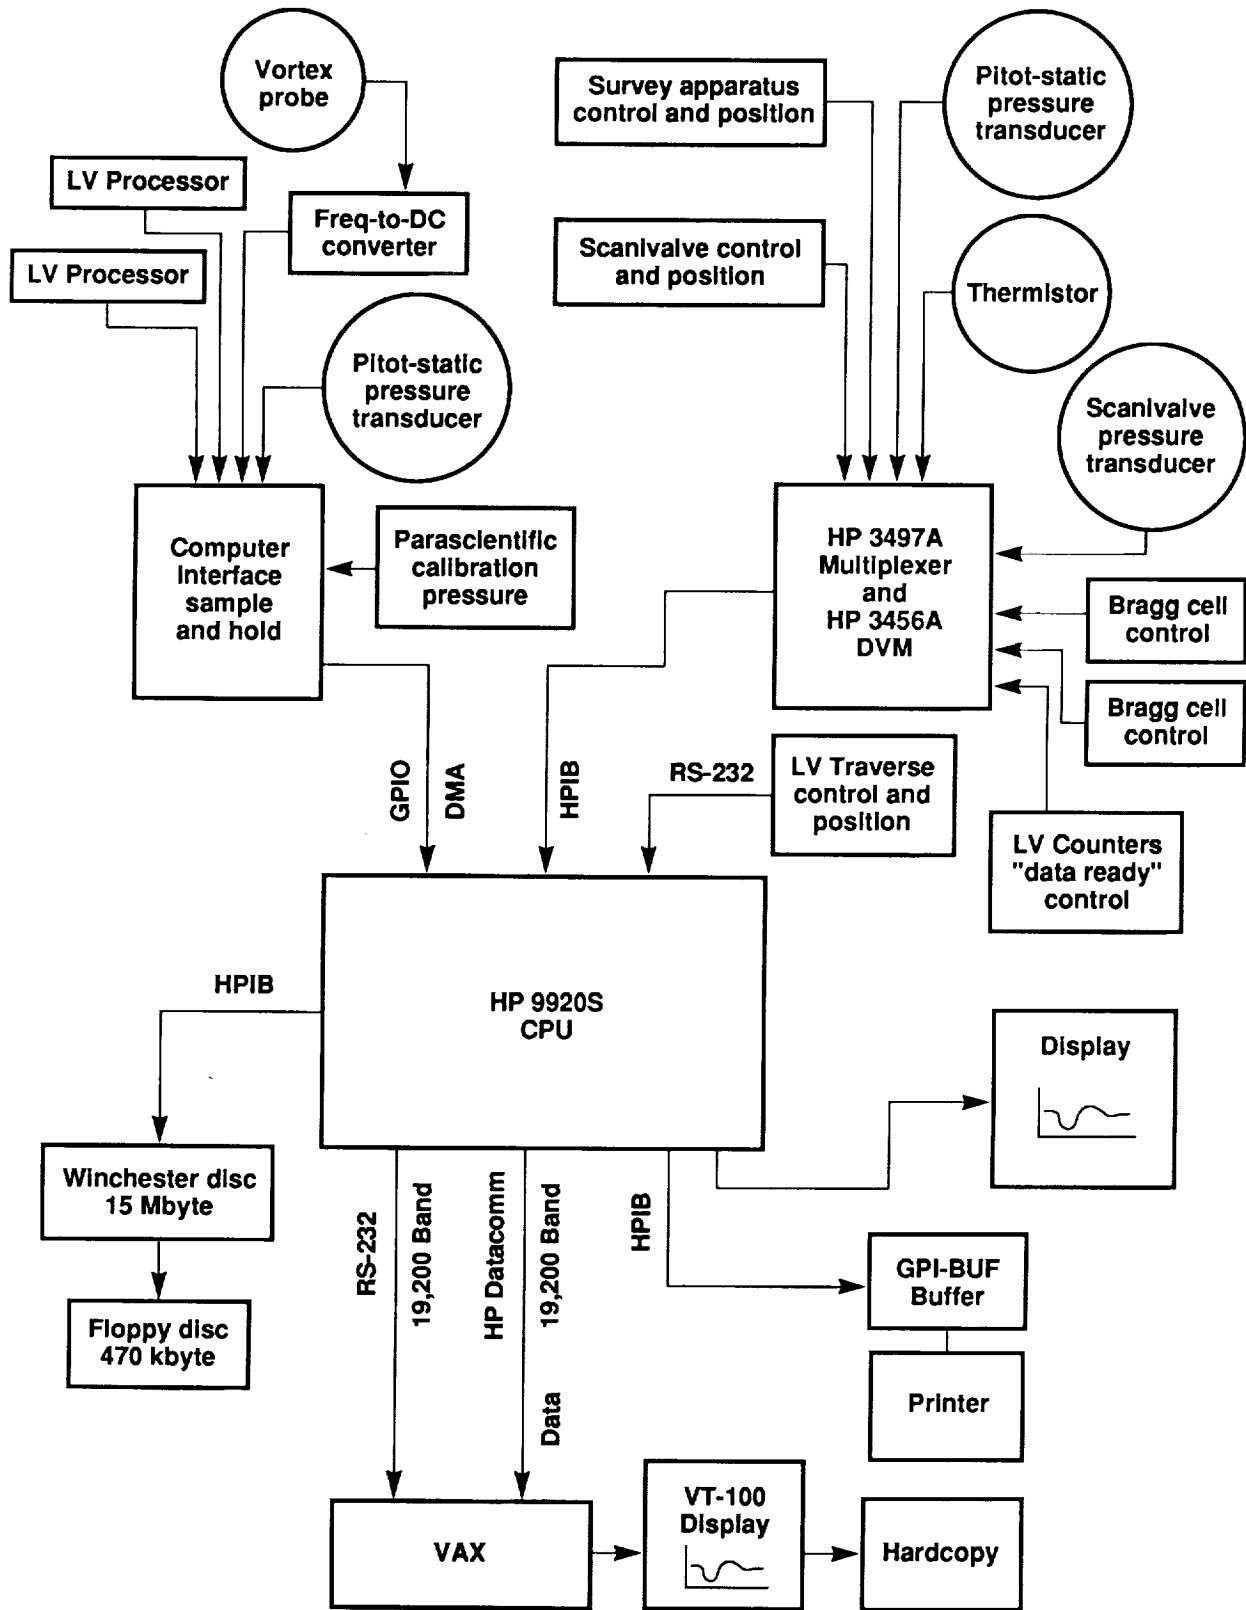 Vortex
probe
Survey apparatus
control and position
Pitot-static
pressure
transducer
LV Processor
Freq-to-DC
converter
LV Processor
Scanivalve control
and position
Thermistor
Pitot-static
pressure
transducer
Scanivalve
pressure
transducer
Computer
interface
sample
and hold
Parascientific
calibration
pressure
HP 3497A
Multiplexer
and
HP 3456A
DVM
Bragg cell
control
Bragg cell
control
GPIO
DMA
HPIB
RS-232
LV Traverse
control and
position
LV Counters
"data ready"
control
HPIB
HP 9920S
CPU
Display
Winchester disc
15 Mbyte
Floppy disc
470 kbyte
RS-232
19,200 Band
HP Datacomm
19,200 Band
Data
HPIB
GPI-BUF
Buffer
Printer
VAX
VT-100
Display
Hardcopy